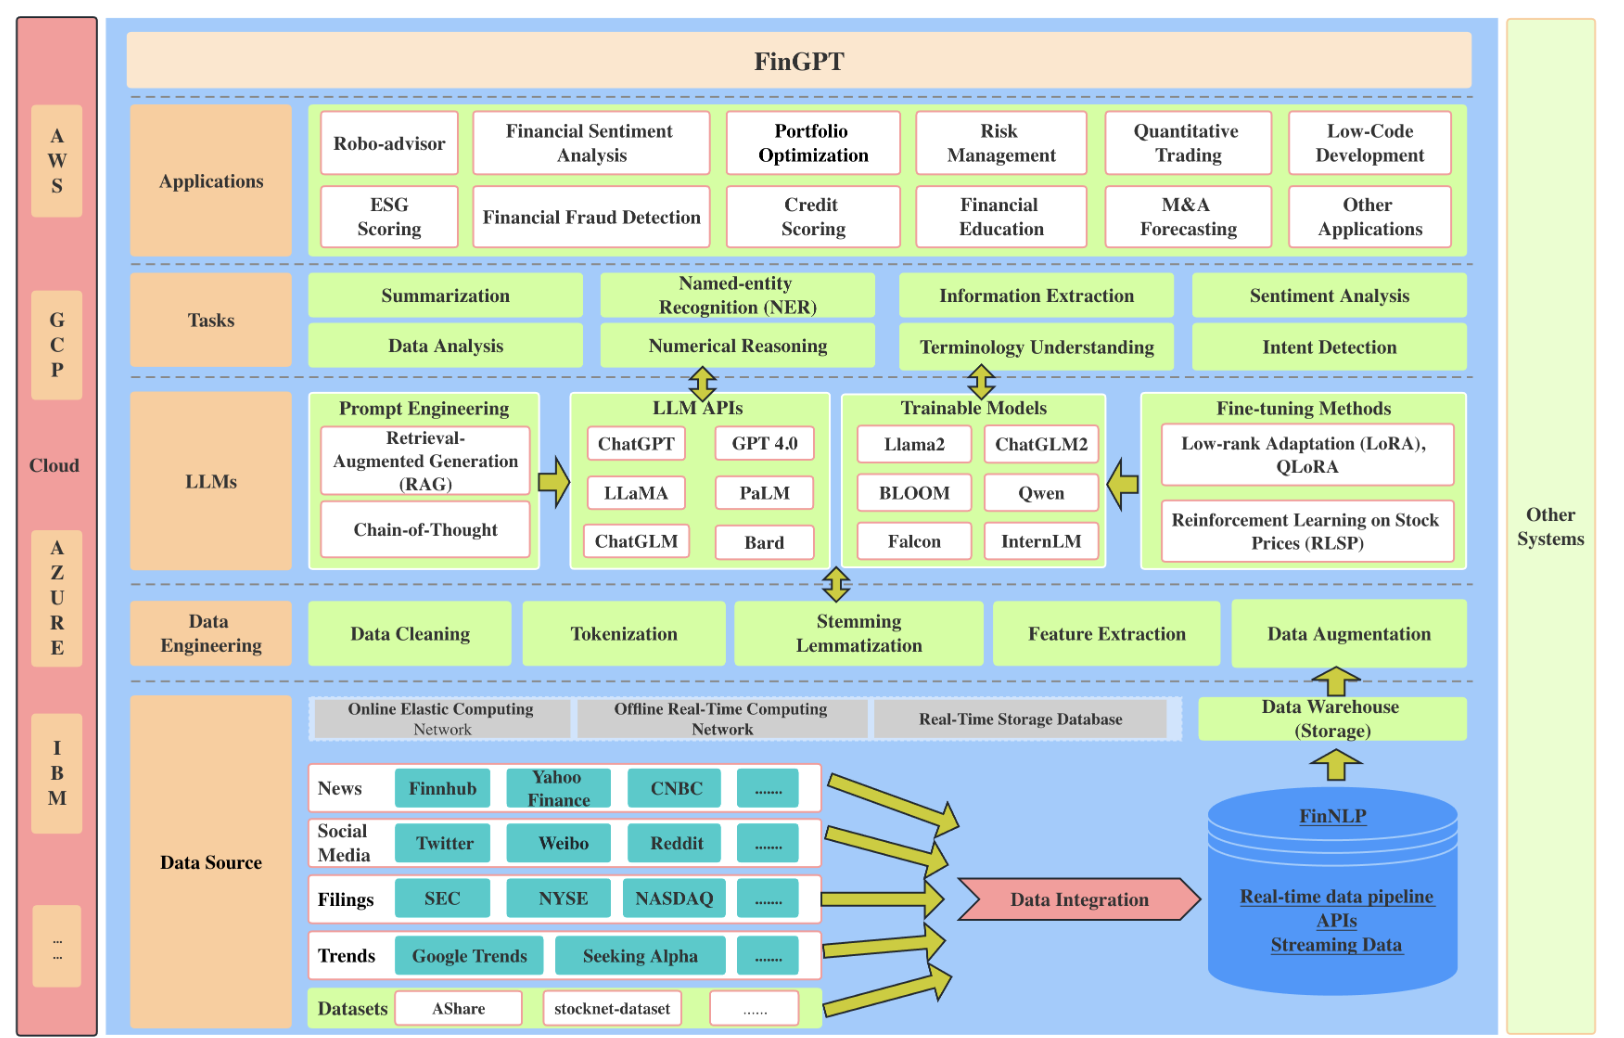 FinGPT
A
W
S
G
C
P
Cloud
A
Z
U
R
E
I
B
M
...
...
Applications
Robo-advisor
Financial Sentiment
Analysis
Portfolio
Optimization
Risk
Management
Quantitative
Trading
Low-Code
Development
ESG
Scoring
Financial Fraud Detection
Credit
Scoring
Financial
Education
M&A
Forecasting
Other
Applications
Tasks
Summarization
Named-entity
Recognition (NER)
Information Extraction
Sentiment Analysis
Data Analysis
Numerical Reasoning
Terminology Understanding
Intent Detection
LLMs
Prompt Engineering
Retrieval-
Augmented Generation
(RAG)
Chain-of-Thought
LLM APIs
ChatGPT
GPT 4.0
LLaMA
PaLM
ChatGLM
Bard
Trainable Models
Llama2
ChatGLM2
BLOOM
Qwen
Falcon
InternLM
Fine-tuning Methods
Low-rank Adaptation (LoRA),
QLoRA
Reinforcement Learning on Stock
Prices (RLSP)
Data
Engineering
Data Cleaning
Tokenization
Stemming
Lemmatization
Feature Extraction
Data Augmentation
Data Source
Online Elastic Computing
Network
Offline Real-Time Computing
Network
Real-Time Storage Database
Data Warehouse
(Storage)
News
Finnhub
Yahoo
Finance
CNBC
.......
Social
Media
Twitter
Weibo
Reddit
.......
Filings
SEC
NYSE
NASDAQ
.......
Trends
Google Trends
Seeking Alpha
.......
Datasets
AShare
stocknet-dataset
......
Data Integration
FinNLP
Real-time data pipeline
APIs
Streaming Data
Other
Systems